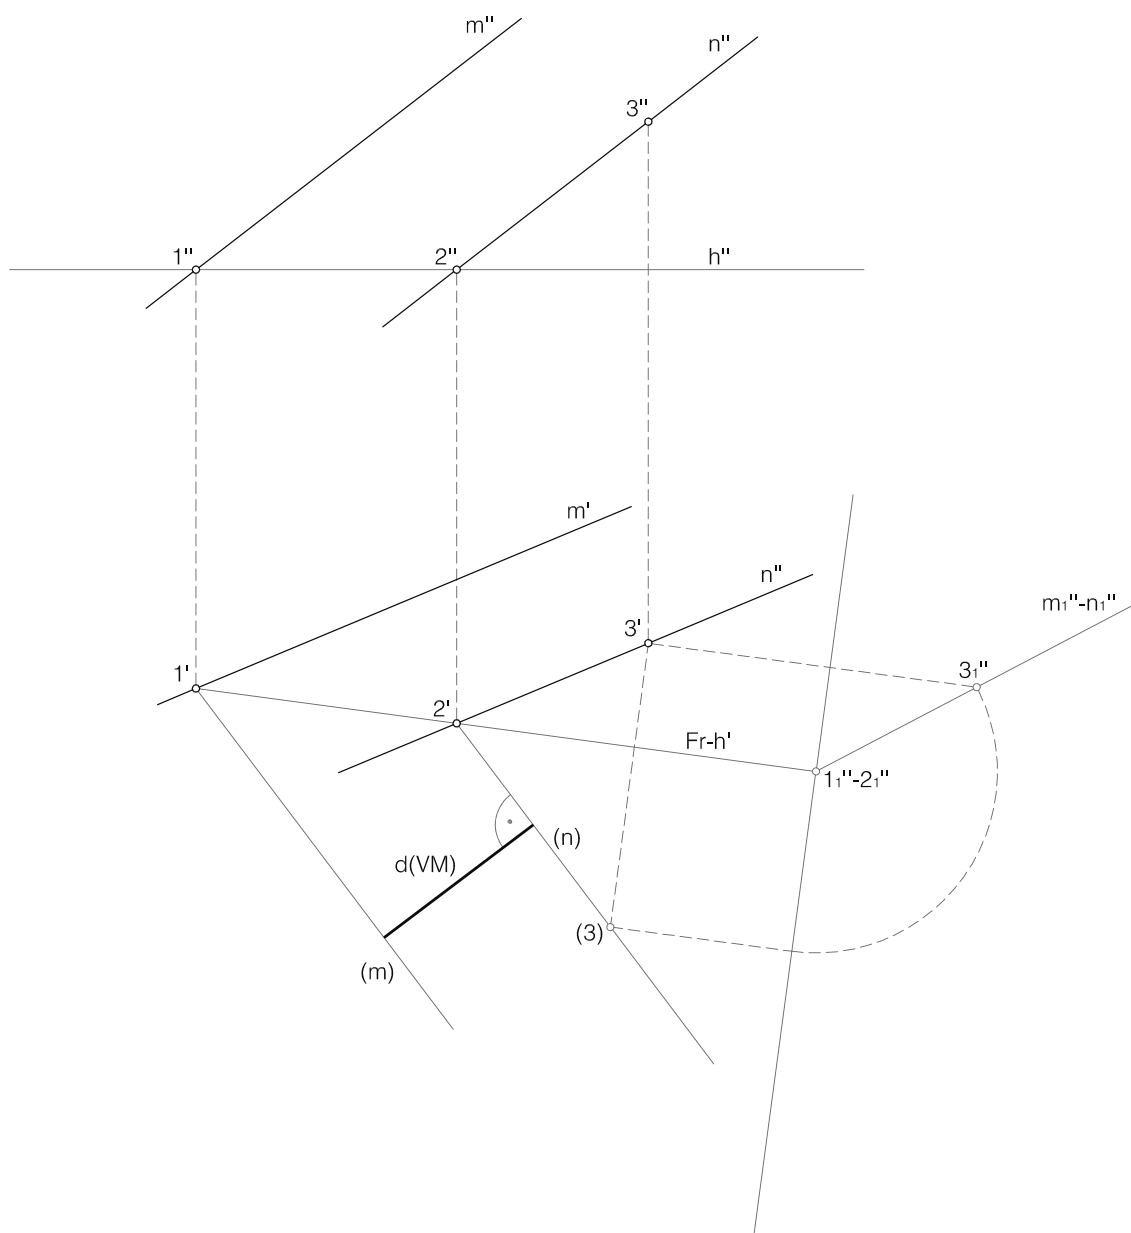 m"
n"
3"
1"
2"
h"
m'
n"
m₁"-n₁"
3'
1'
3₁"
2'
Fr-h'
1₁"-2₁"
(n)
d(VM)
(3)
(m)